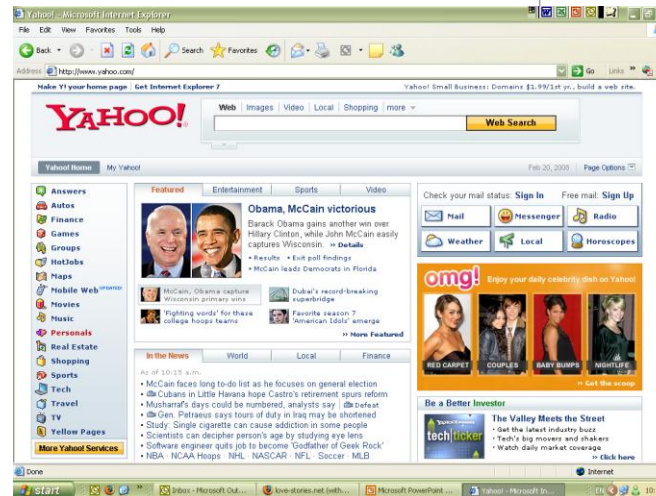 Yahoo! - Microsoft Internet Explorer
File Edit View Favorites Tools Help
Back Search Favorites
Address http://www.yahoo.com/ Go Links
Make Y! your home page | Get Internet Explorer 7
Yahoo! Small Business: Domains $1.99/1st yr., build a web site.
YAHOO!
Web | Images | Video | Local | Shopping | more
Web Search
Yahoo! Home My Yahoo!
Page Options
Answers
Autos
Finance
Games
Groups
HotJobs
Maps
Mobile Web UPDATED
Movies
Music
Personals
Real Estate
Shopping
Sports
Tech
Travel
TV
Yellow Pages
More Yahoo! Services
Featured Entertainment Sports Video
Obama, McCain victorious
Barack Obama gains another win over
Hillary Clinton, while John McCain easily
captures Wisconsin. » Details
• Results • Exit poll findings
• McCain leads Democrats in Florida
McCain, Obama capture
Wisconsin primary wins
Dubai's record-breaking
superbridge
'Fighting words' for these
college hoops teams
Favorite season 7
'American Idols' emerge
» More Featured
In the News World Local Finance
As of 10:15 a.m.
• McCain faces long to-do list as he focuses on general election
• Cubans in Little Havana hope Castro's retirement spurs reform
• Musharraf's days could be numbered, analysts say | Defeat
• Gen. Petraeus says tours of duty in Iraq may be shortened
• Study: Single cigarette can cause addiction in some people
• Scientists can decipher person's age by studying eye lens
• Software engineer quits job to become 'Godfather of Geek Rock'
• NBA · NCAA Hoops · NHL · NASCAR · NFL · Soccer · MLB
Check your mail status: Sign In Free mail: Sign Up
Mail Messenger Radio
Weather Local Horoscopes
omg! Enjoy your daily celebrity dish on Yahoo!
RED CARPET COUPLES BABY BUMPS NIGHTLIFE
» Get the scoop
Be a Better Investor
tech ticker
The Valley Meets the Street
• Get the latest industry buzz
• Tech's big movers and shakers
• Watch daily market coverage
» Click here
Done Internet
start Inbox - Microsoft Out... love-stories.net (with... Microsoft PowerPoint ... Yahoo! - Microsoft In... EN